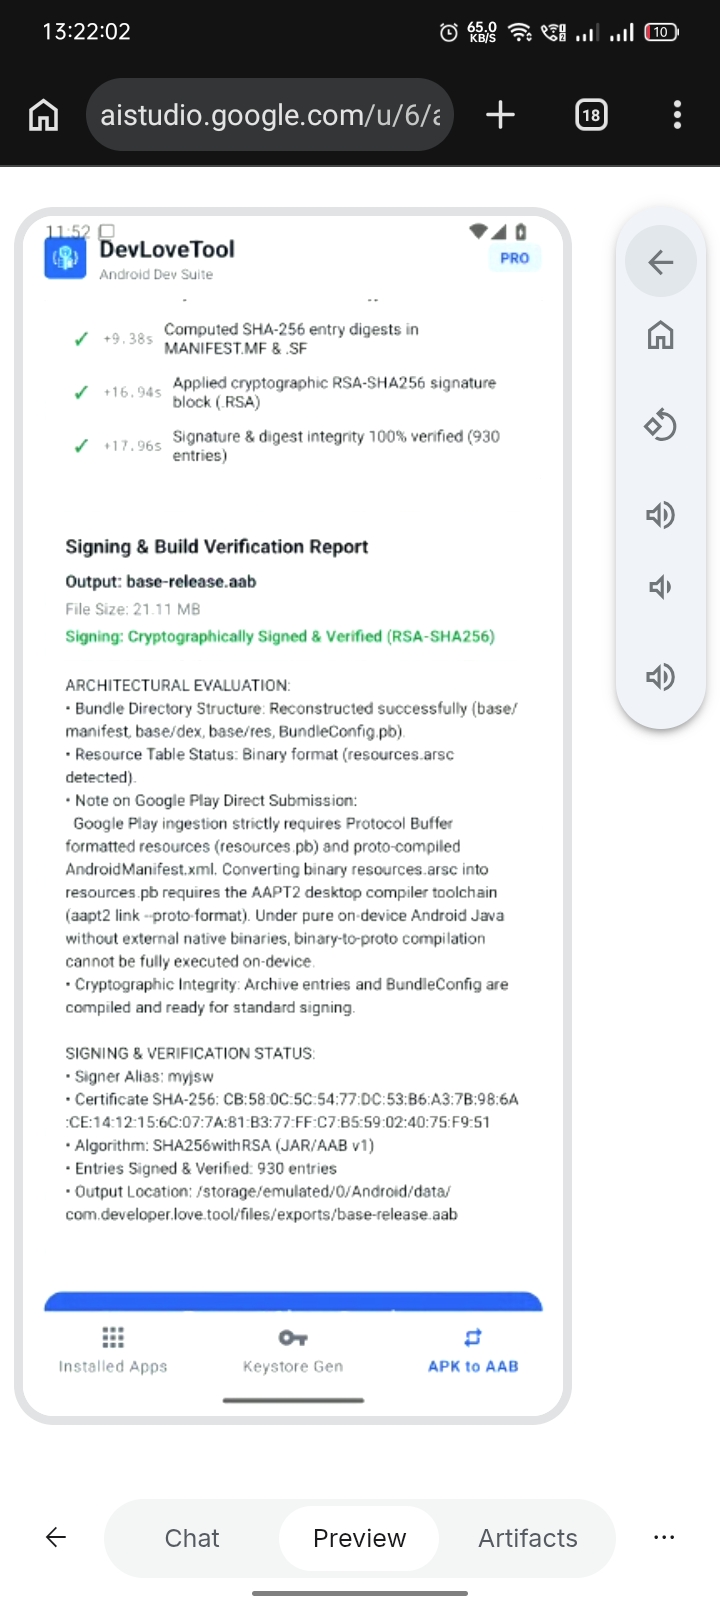 13:22:02
65.0
KB/S
10
aistudio.google.com/u/6/a
18
11:52
DevLoveTool
Android Dev Suite
PRO
✓ +9.38s Computed SHA-256 entry digests in
MANIFEST.MF & .SF
✓ +16.94s Applied cryptographic RSA-SHA256 signature
block (.RSA)
✓ +17.96s Signature & digest integrity 100% verified (930
entries)
Signing & Build Verification Report
Output: base-release.aab
File Size: 21.11 MB
Signing: Cryptographically Signed & Verified (RSA-SHA256)
ARCHITECTURAL EVALUATION:
• Bundle Directory Structure: Reconstructed successfully (base/
manifest, base/dex, base/res, BundleConfig.pb).
• Resource Table Status: Binary format (resources.arsc
detected).
• Note on Google Play Direct Submission:
Google Play ingestion strictly requires Protocol Buffer
formatted resources (resources.pb) and proto-compiled
AndroidManifest.xml. Converting binary resources.arsc into
resources.pb requires the AAPT2 desktop compiler toolchain
(aapt2 link --proto-format). Under pure on-device Android Java
without external native binaries, binary-to-proto compilation
cannot be fully executed on-device.
• Cryptographic Integrity: Archive entries and BundleConfig are
compiled and ready for standard signing.
SIGNING & VERIFICATION STATUS:
• Signer Alias: myjsw
• Certificate SHA-256: CB:58:0C:5C:54:77:DC:53:B6:A3:7B:98:6A
:CE:14:12:15:6C:07:7A:81:B3:77:FF:C7:B5:59:02:40:75:F9:51
• Algorithm: SHA256withRSA (JAR/AAB v1)
• Entries Signed & Verified: 930 entries
• Output Location: /storage/emulated/0/Android/data/
com.developer.love.tool/files/exports/base-release.aab
Installed Apps
Keystore Gen
APK to AAB
Chat
Preview
Artifacts